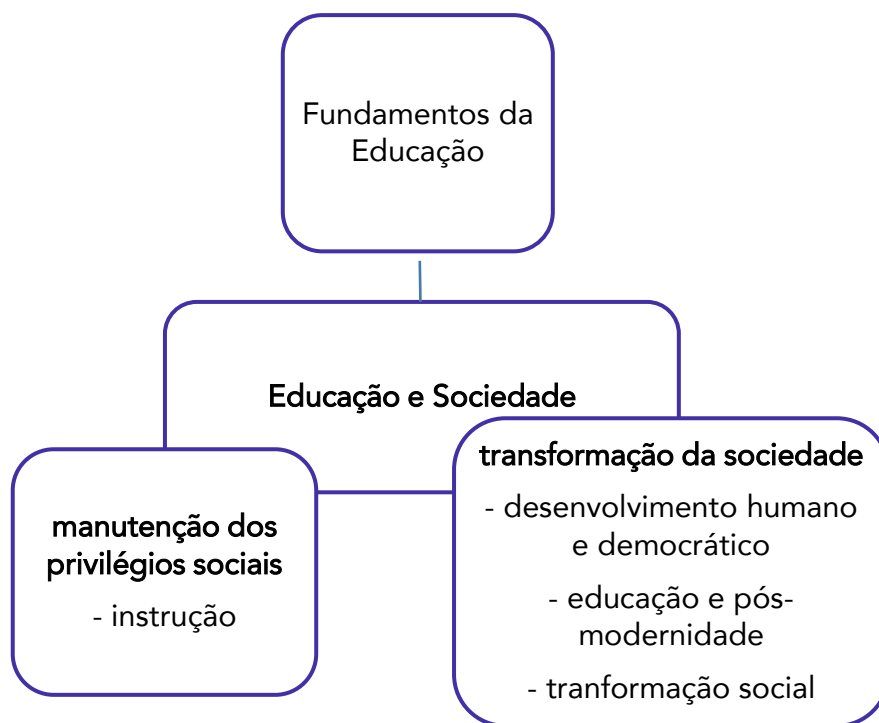 Fundamentos da
Educação
Educação e Sociedade
manutenção dos
privilégios sociais
- instrução
transformação da sociedade
- desenvolvimento humano
e democrático
- educação e pós-
modernidade
- tranformação social